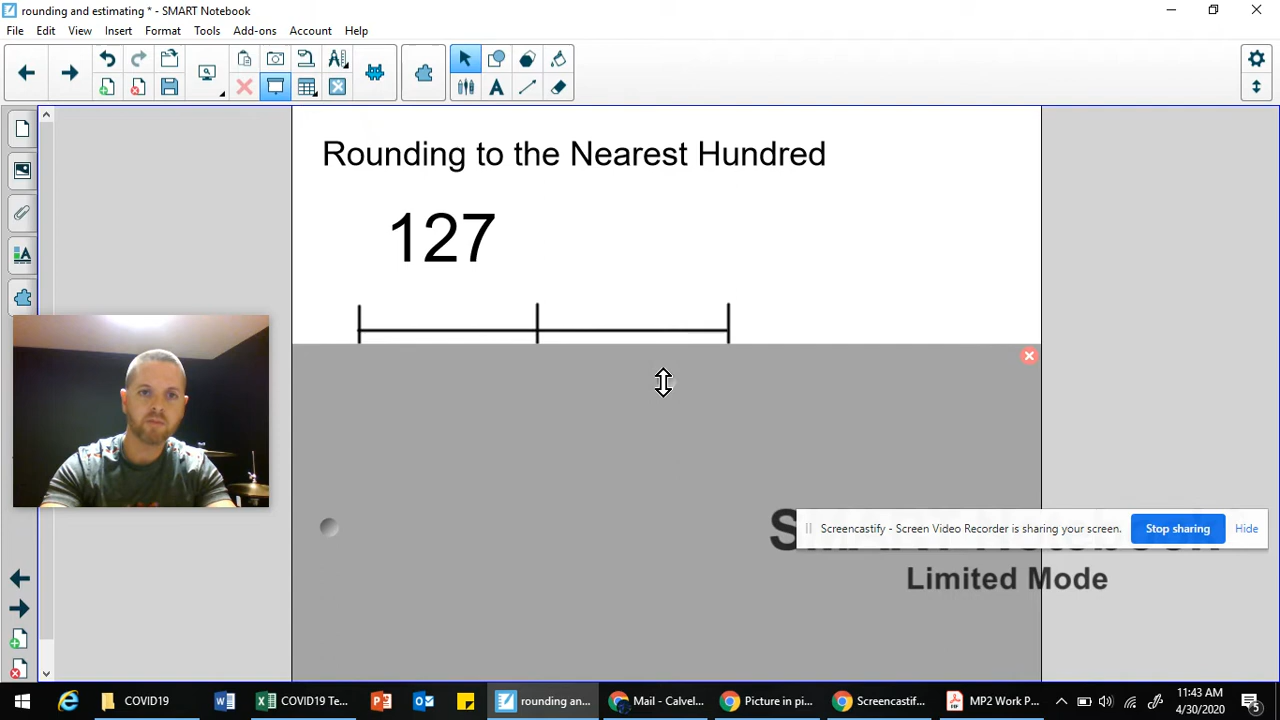 rounding and estimating * - SMART Notebook
File Edit View Insert Format Tools Add-ons Account Help
Rounding to the Nearest Hundred
127
Screencastify - Screen Video Recorder is sharing your screen. Stop sharing Hide
Limited Mode
COVID19
COVID19 Te...
rounding an...
Mail - Calvel...
Picture in pi...
Screencastif...
MP2 Work P...
11:43 AM
4/30/2020
5